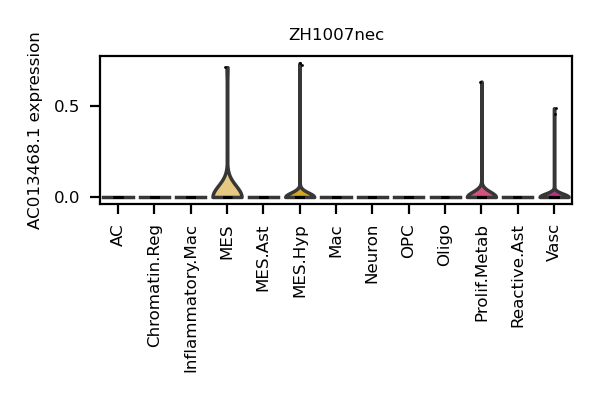 ZH1007nec
AC013468.1 expression
0.5
0.0
AC
Chromatin.Reg
Inflammatory.Mac
MES
MES.Ast
MES.Hyp
Mac
Neuron
OPC
Oligo
Prolif.Metab
Reactive.Ast
Vasc